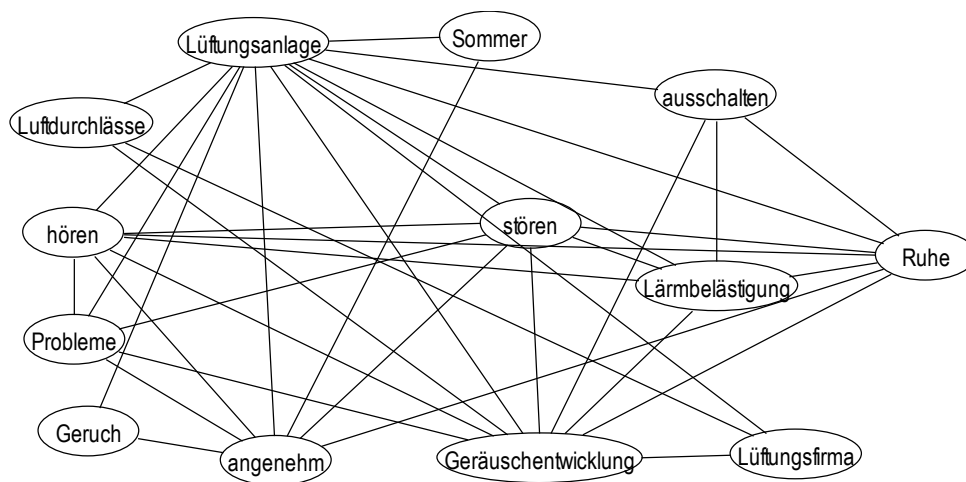 Lüftungsanlage
Sommer
ausschalten
Luftdurchlässe
hören
stören
Ruhe
Lärmbelästigung
Probleme
Geruch
angenehm
Geräuschentwicklung
Lüftungsfirma